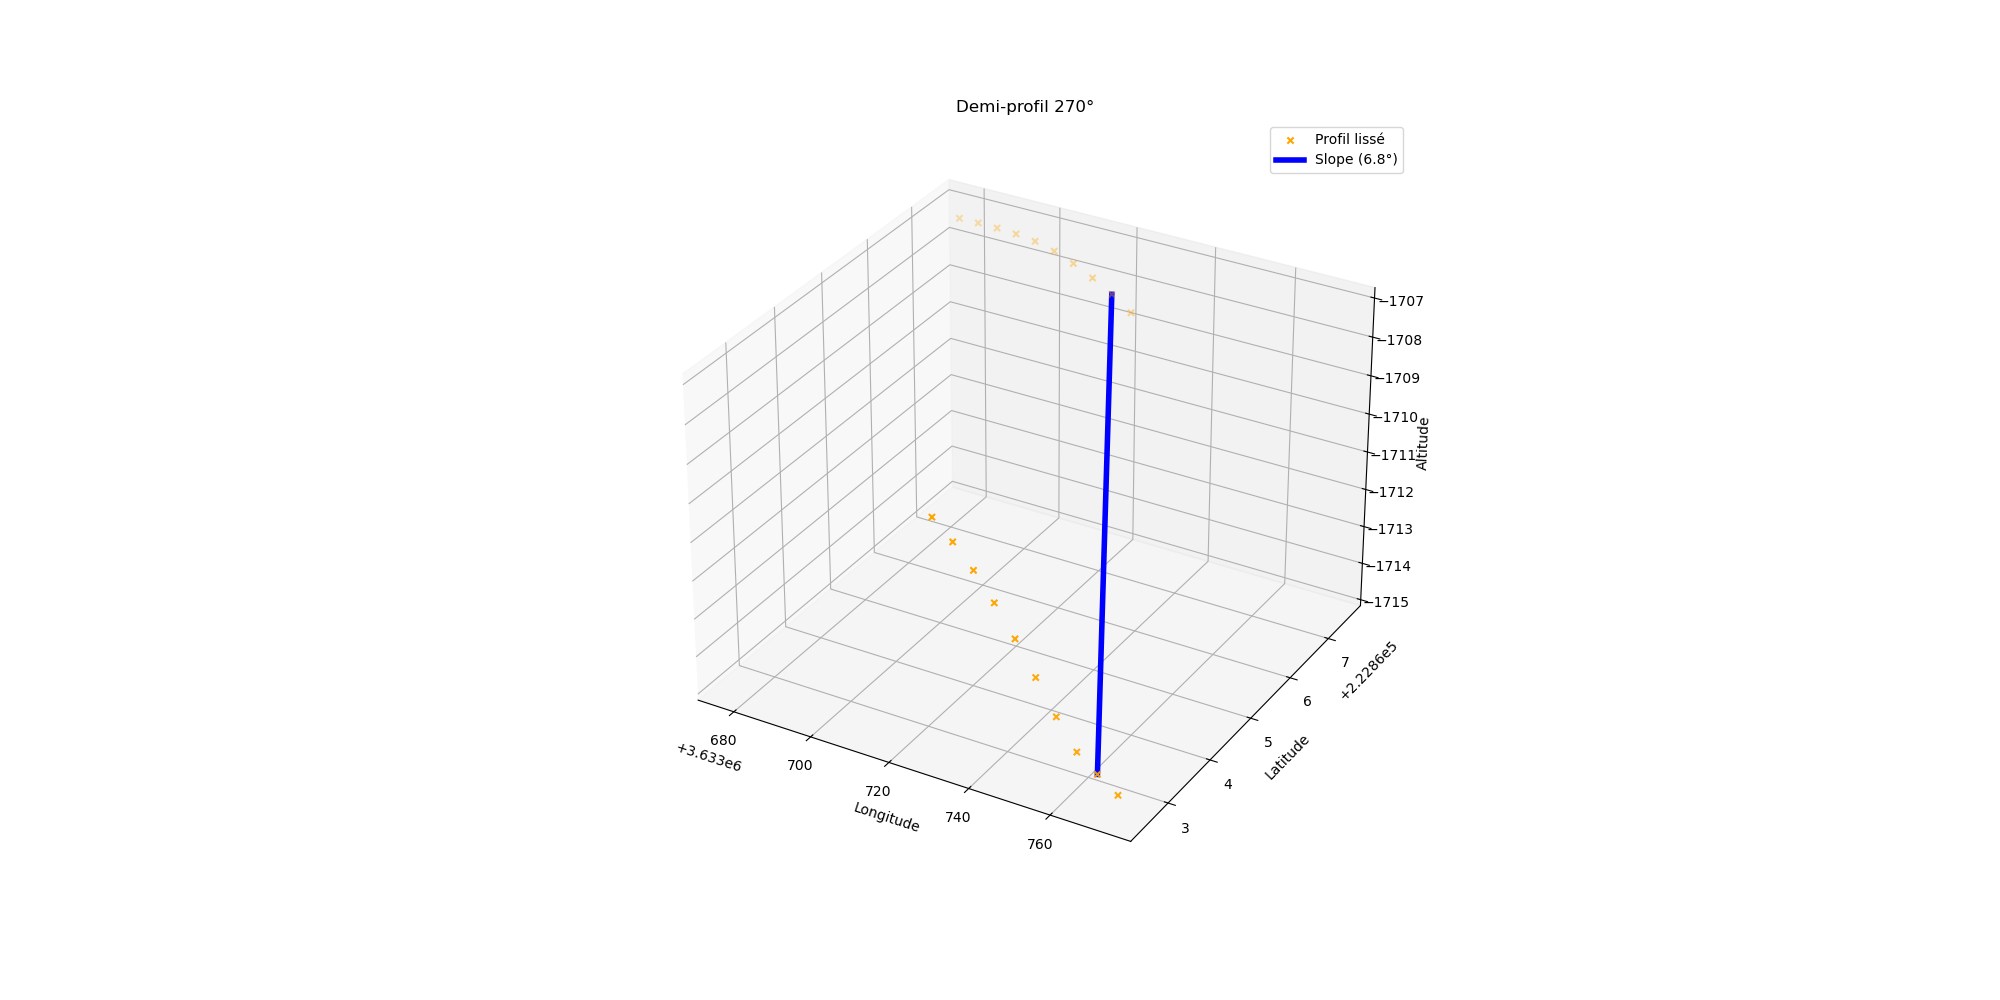 Demi-profil 270°
Profil lissé
Slope (6.8°)
−1707
−1708
−1709
−1710
−1711
−1712
−1713
−1714
−1715
Altitude
7
6
5
4
3
+2.2286e5
Latitude
680
700
720
740
760
+3.633e6
Longitude